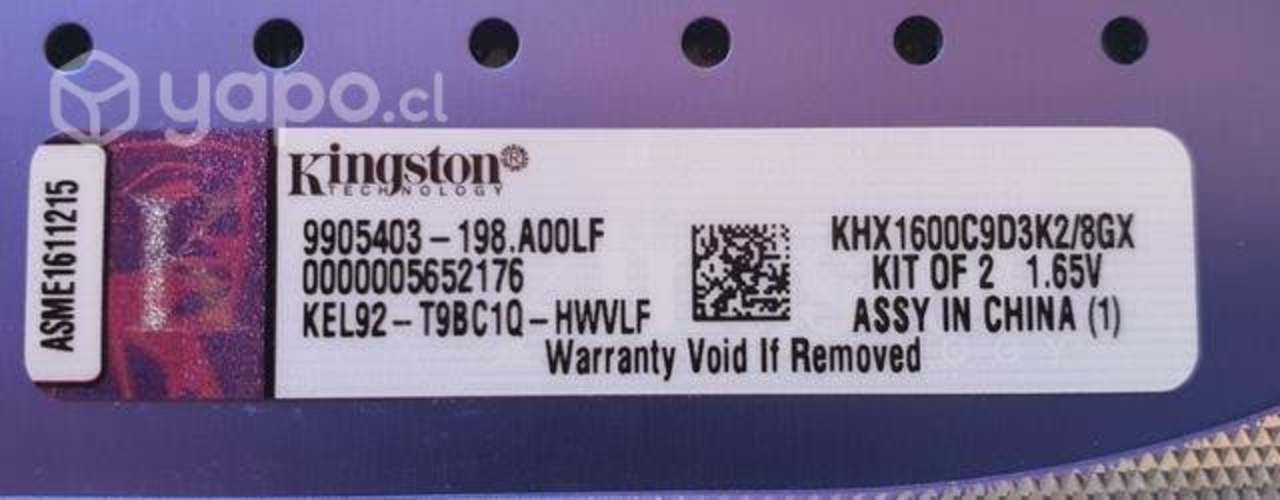 yapo.cl
ASME1611215
Kingston®
TECHNOLOGY
9905403-198.A00LF
0000005652176
KEL92-T9BC1Q-HWVLF
KHX1600C9D3K2/8GX
KIT OF 2 1.65V
ASSY IN CHINA (1)
Warranty Void If Removed